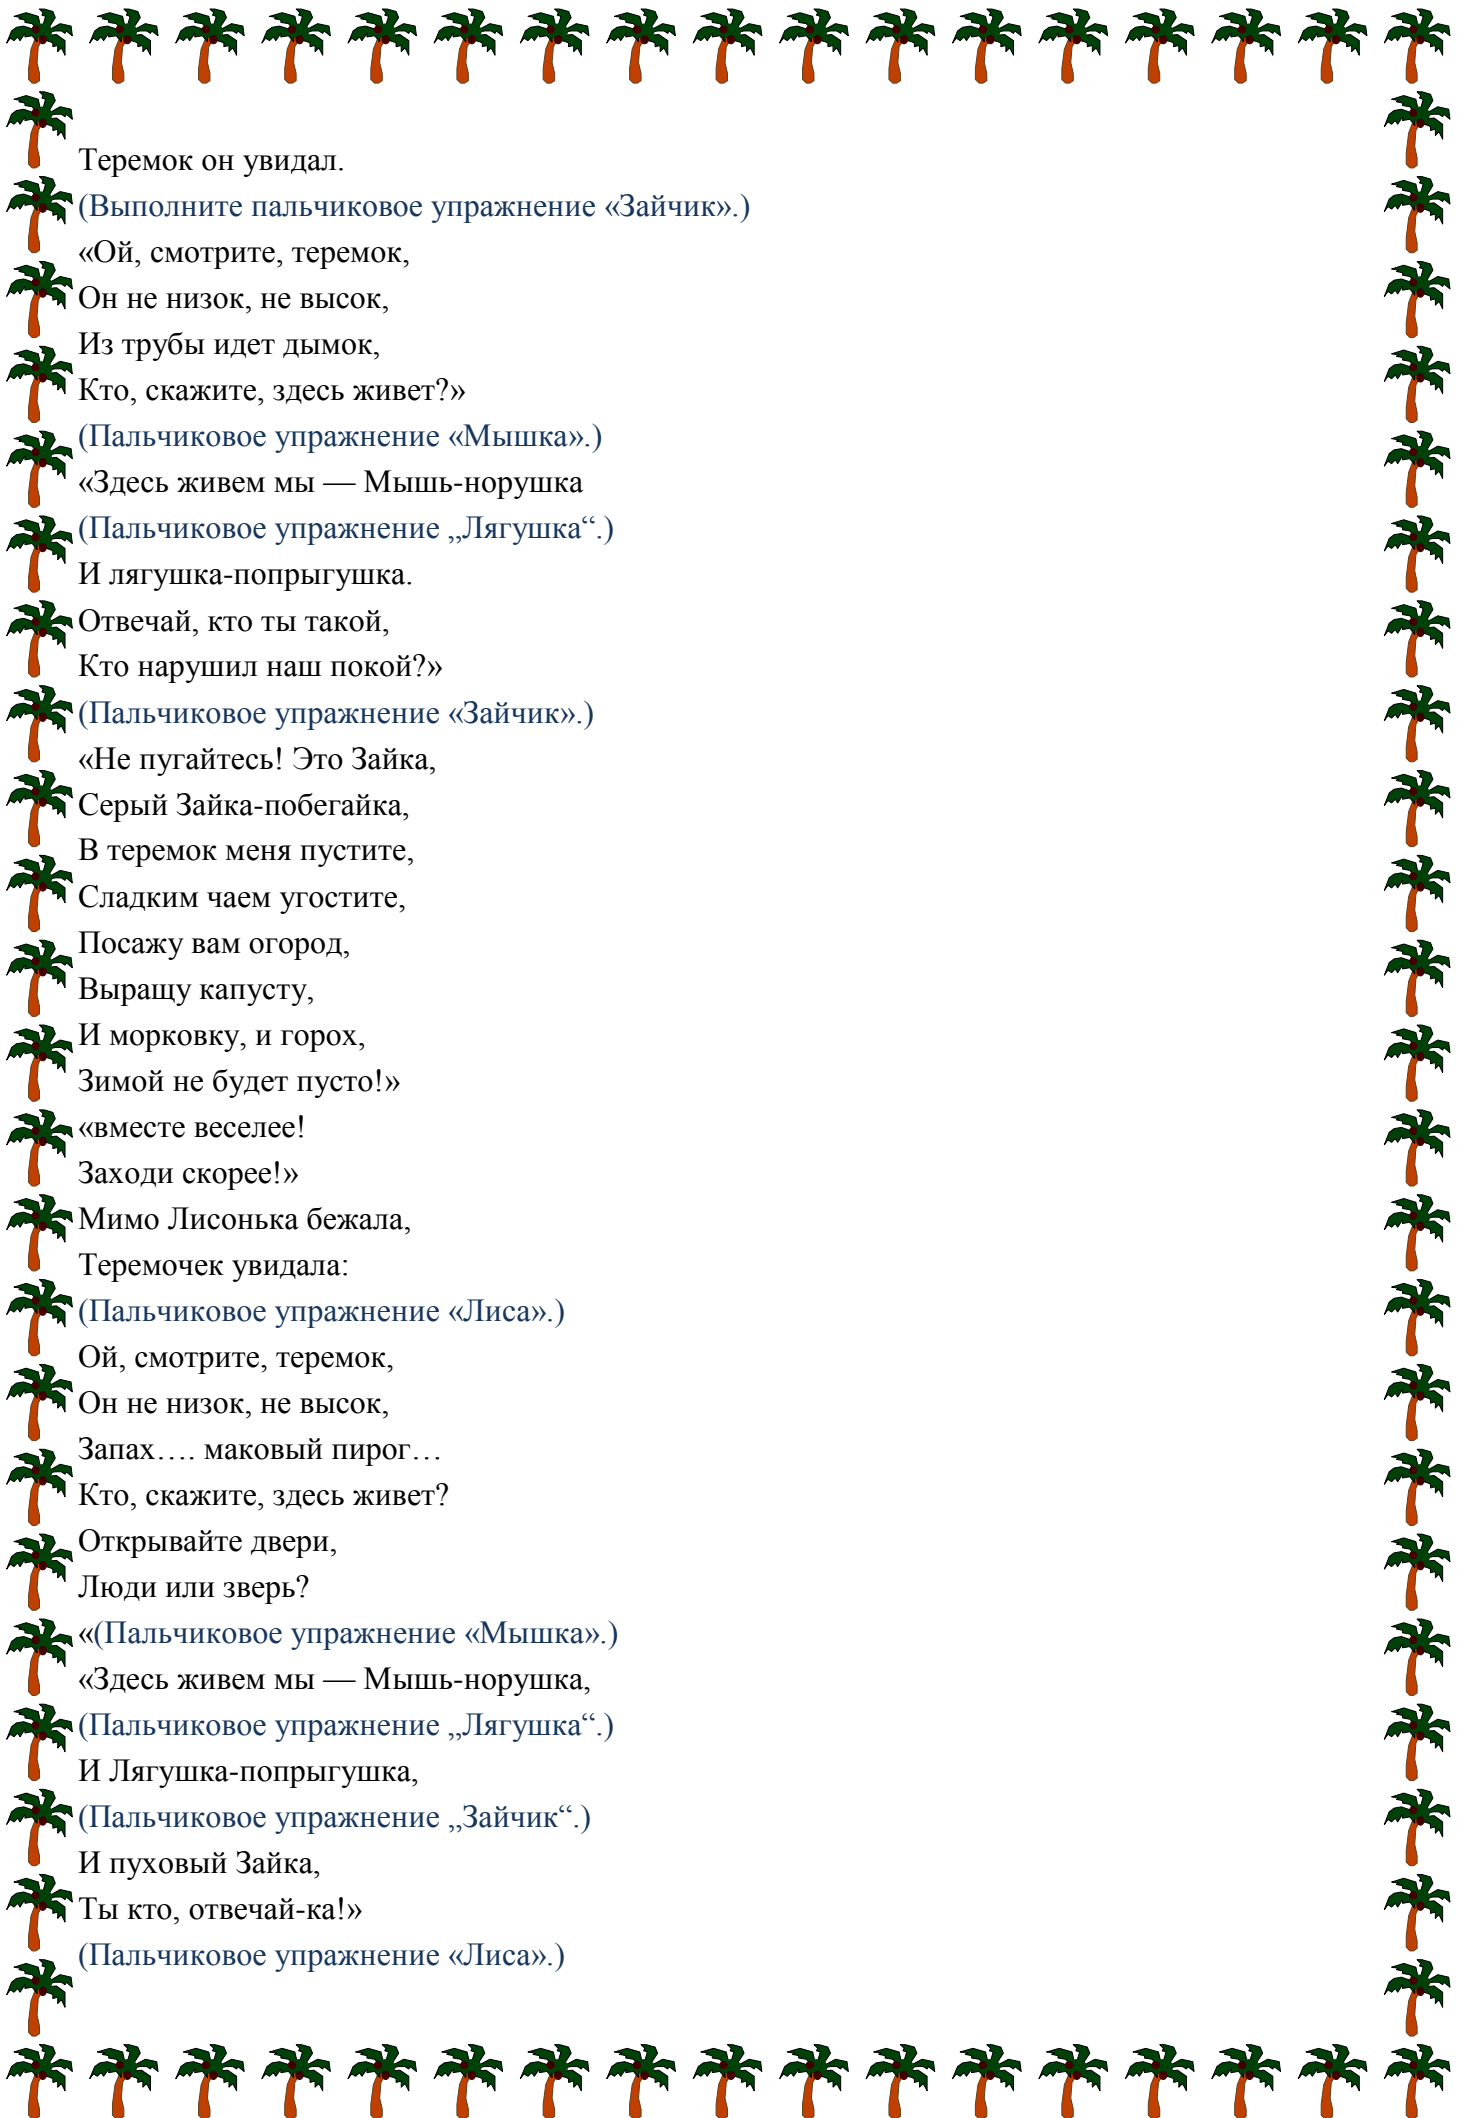 Теремок он увидал.
(Выполните пальчиковое упражнение «Зайчик».)
«Ой, смотрите, теремок,
Он не низок, не высок,
Из трубы идет дымок,
Кто, скажите, здесь живет?»
(Пальчиковое упражнение «Мышка».)
«Здесь живем мы — Мышь-норушка
(Пальчиковое упражнение „Лягушка“.)
И лягушка-попрыгушка.
Отвечай, кто ты такой,
Кто нарушил наш покой?»
(Пальчиковое упражнение «Зайчик».)
«Не пугайтесь! Это Зайка,
Серый Зайка-побегайка,
В теремок меня пустите,
Сладким чаем угостите,
Посажу вам огород,
Выращу капусту,
И морковку, и горох,
Зимой не будет пусто!»
«вместе веселее!
Заходи скорее!»
Мимо Лисонька бежала,
Теремочек увидала:
(Пальчиковое упражнение «Лиса».)
Ой, смотрите, теремок,
Он не низок, не высок,
Запах…. маковый пирог…
Кто, скажите, здесь живет?
Открывайте двери,
Люди или зверь?
«(Пальчиковое упражнение «Мышка».)
«Здесь живем мы — Мышь-норушка,
(Пальчиковое упражнение „Лягушка“.)
И Лягушка-попрыгушка,
(Пальчиковое упражнение „Зайчик“.)
И пуховый Зайка,
Ты кто, отвечай-ка!»
(Пальчиковое упражнение «Лиса».)